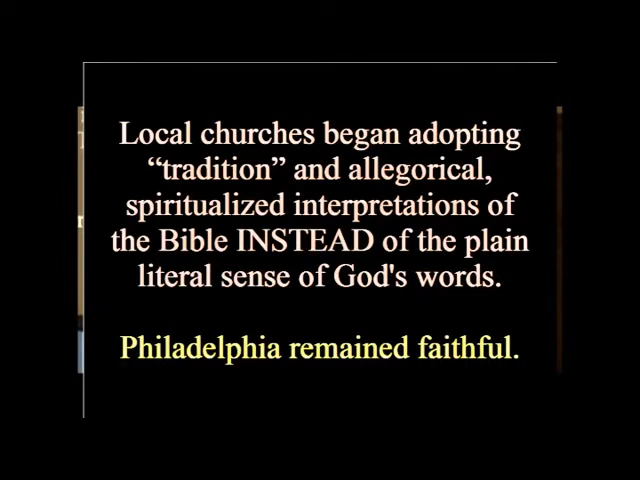 Local churches began adopting
“tradition” and allegorical,
spiritualized interpretations of
the Bible INSTEAD of the plain
literal sense of God's words.
Philadelphia remained faithful.